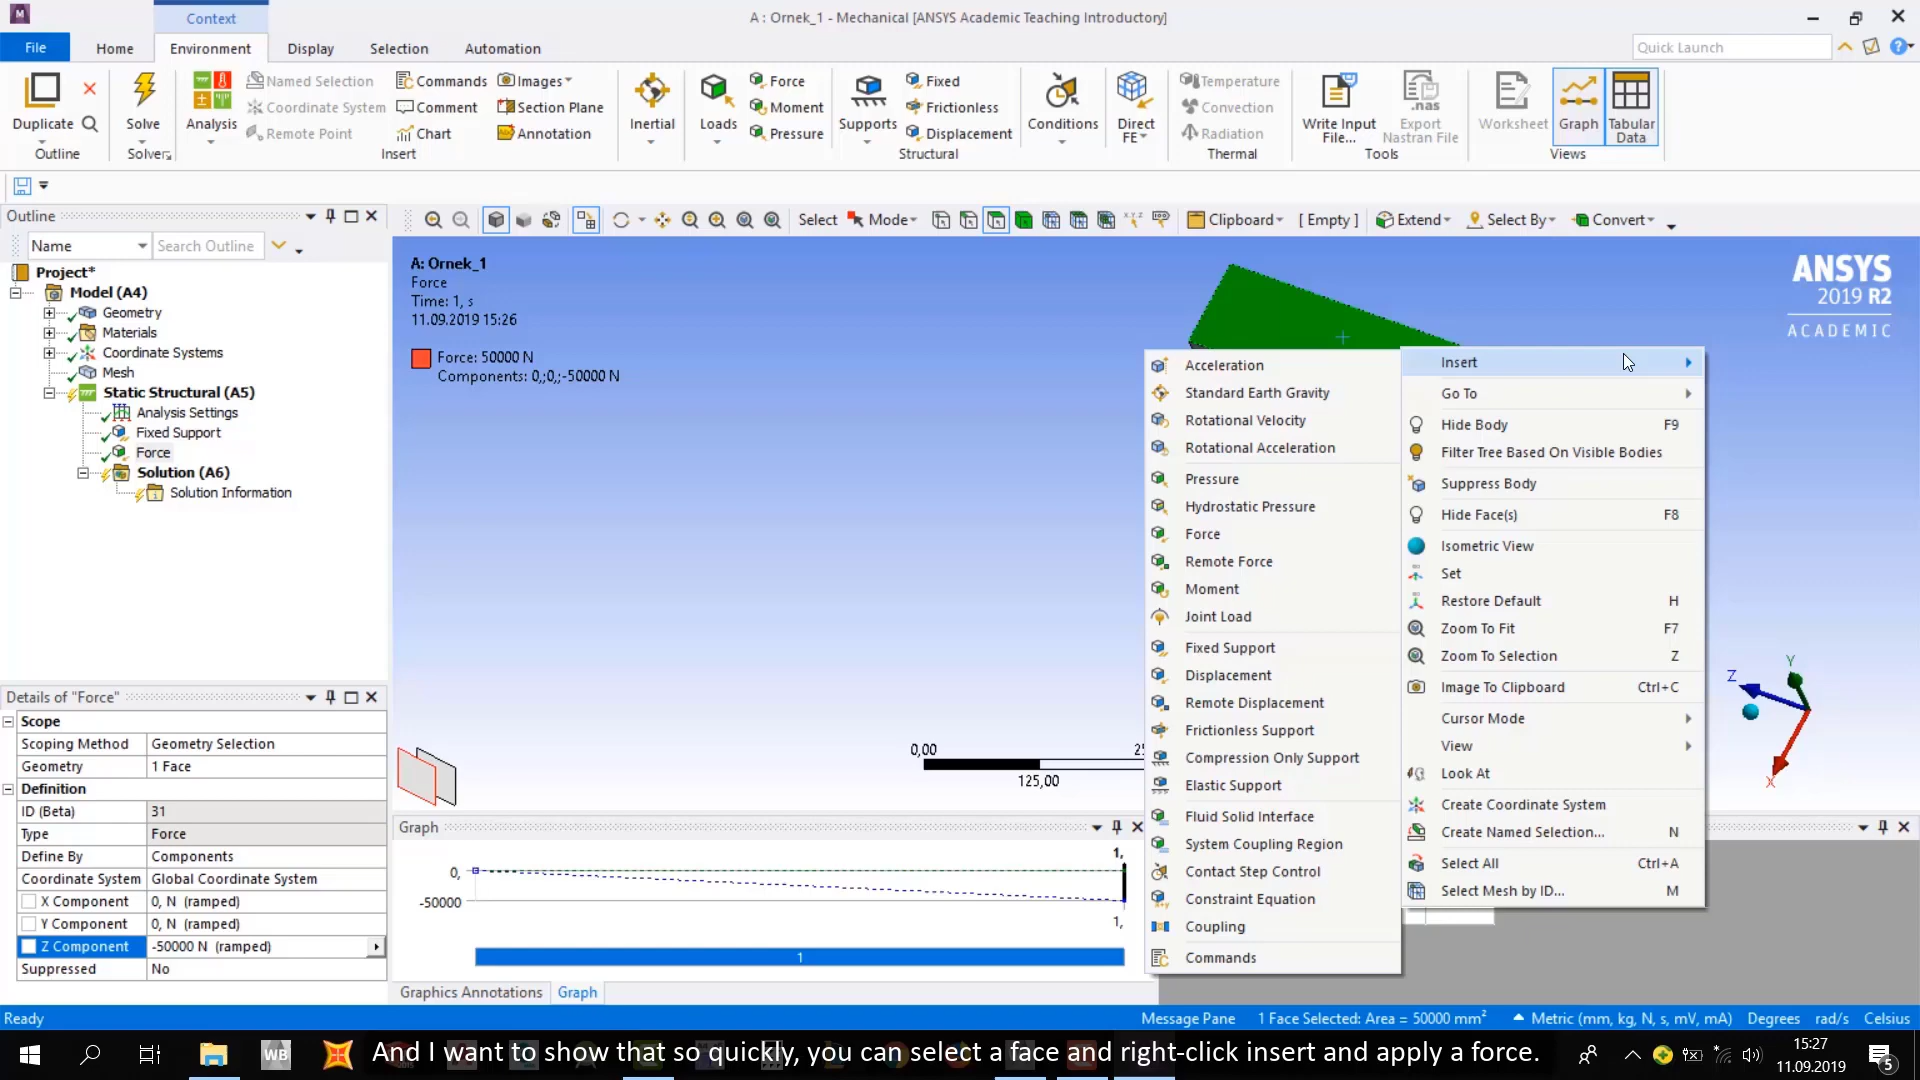 Context
A : Ornek_1 - Mechanical [ANSYS Academic Teaching Introductory]
File
Home
Environment
Display
Selection
Automation
Quick Launch
Duplicate
Outline
Solve
Solver
Analysis
Named Selection
Coordinate System
Remote Point
Commands
Comment
Chart
Images
Section Plane
Annotation
Insert
Inertial
Loads
Force
Moment
Pressure
Supports
Fixed
Frictionless
Displacement
Structural
Conditions
Direct
FE
Temperature
Convection
Radiation
Thermal
Write Input
File...
Export
Nastran File
.nas
Tools
Worksheet
Graph
Tabular
Data
Views
Outline
Name
Search Outline
Project*
Model (A4)
Geometry
Materials
Coordinate Systems
Mesh
Static Structural (A5)
Analysis Settings
Fixed Support
Force
Solution (A6)
Solution Information
Select
Mode
Clipboard
[ Empty ]
Extend
Select By
Convert
A: Ornek_1
Force
Time: 1, s
11.09.2019 15:26
Force: 50000 N
Components: 0,;0,;-50000 N
ANSYS
2019 R2
ACADEMIC
0,00
25
125,00
Z
Y
X
Acceleration
Standard Earth Gravity
Rotational Velocity
Rotational Acceleration
Pressure
Hydrostatic Pressure
Force
Remote Force
Moment
Joint Load
Fixed Support
Displacement
Remote Displacement
Frictionless Support
Compression Only Support
Elastic Support
Fluid Solid Interface
System Coupling Region
Contact Step Control
Constraint Equation
Coupling
Commands
Insert
Go To
Hide Body F9
Filter Tree Based On Visible Bodies
Suppress Body
Hide Face(s) F8
Isometric View
Set
Restore Default H
Zoom To Fit F7
Zoom To Selection Z
Image To Clipboard Ctrl+C
Cursor Mode
View
Look At
Create Coordinate System
Create Named Selection... N
Select All Ctrl+A
Select Mesh by ID... M
Details of "Force"
Scope
Scoping Method Geometry Selection
Geometry 1 Face
Definition
ID (Beta) 31
Type Force
Define By Components
Coordinate System Global Coordinate System
X Component 0, N (ramped)
Y Component 0, N (ramped)
Z Component -50000 N (ramped)
Suppressed No
Graph
1,
0,
-50000
1,
1
Graphics Annotations
Graph
Ready
Message Pane
1 Face Selected: Area = 50000 mm²
Metric (mm, kg, N, s, mV, mA)
Degrees
rad/s
Celsius
WB
And I want to show that so quickly, you can select a face and right-click insert and apply a force.
15:27
11.09.2019
5